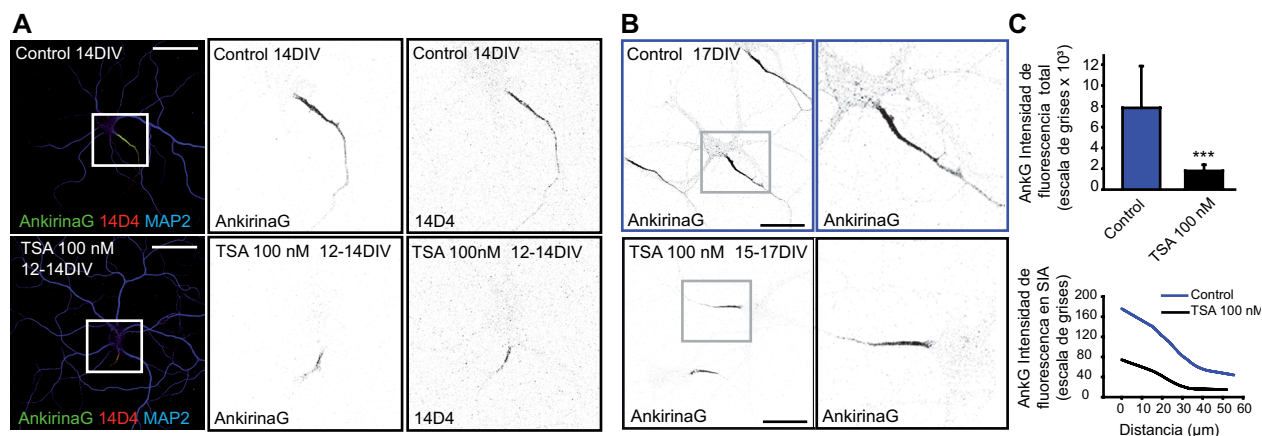 A
Control 14DIV
AnkirinaG 14D4 MAP2
Control 14DIV
AnkirinaG
Control 14DIV
14D4
TSA 100 nM
12-14DIV
AnkirinaG 14D4 MAP2
TSA 100 nM 12-14DIV
AnkirinaG
TSA 100nM 12-14DIV
14D4
B
Control 17DIV
AnkirinaG
AnkirinaG
TSA 100 nM 15-17DIV
AnkirinaG
AnkirinaG
C
AnkG Intensidad de
fluorescencia total
(escala de grises x 10³)
12
10
8
6
4
2
0
***
Control
TSA 100 nM
AnkG Intensidad de
fluorescenca en SIA
(escala de grises)
200
160
120
80
40
0
Control
TSA 100 nM
0 10 20 30 40 50 60
Distancia (µm)